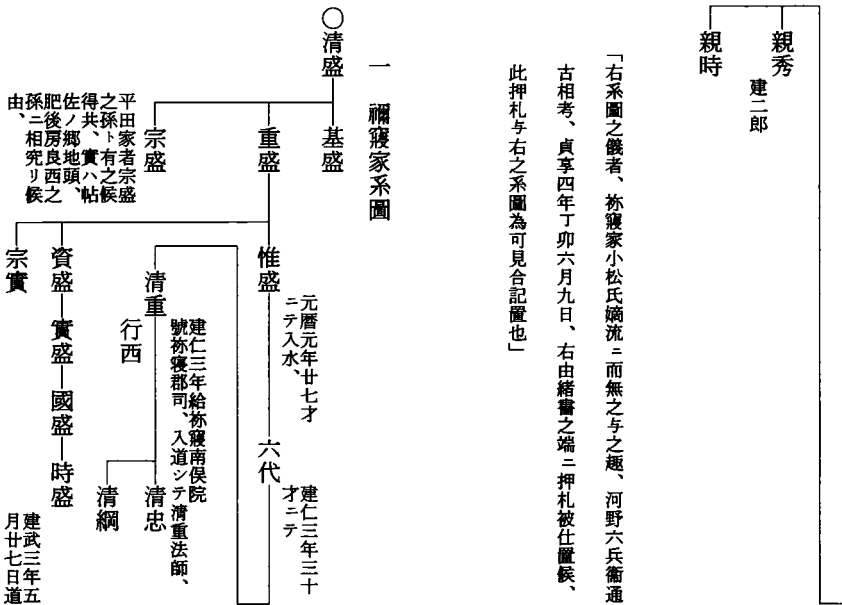 親秀
建二郎
親時
「右系圖之儀者、祢寢家小松氏嫡流ニ而無之与之趣、河野六兵衞通
古相考、貞享四年丁卯六月九日、右由緒書之端ニ押札被仕置候、
此押札与右之系圖為可見合記置也」
一　禰寢家系圖
○清盛
基盛
重盛
宗盛
平田家者宗盛
之孫ト有之候
得共、實ハ帖
佐ノ郷地頭、
肥後房良西之
孫ニ相究リ候
由、
惟盛
元暦元年廿七才
ニテ入水、
六代
建仁三年三十
才ニテ
清重
建仁三年給祢寢南俣院
號祢寢郡司、入道シテ清重法師、
行西
清忠
清綱
資盛
實盛
國盛
時盛
建武三年五
月廿七日道
宗實